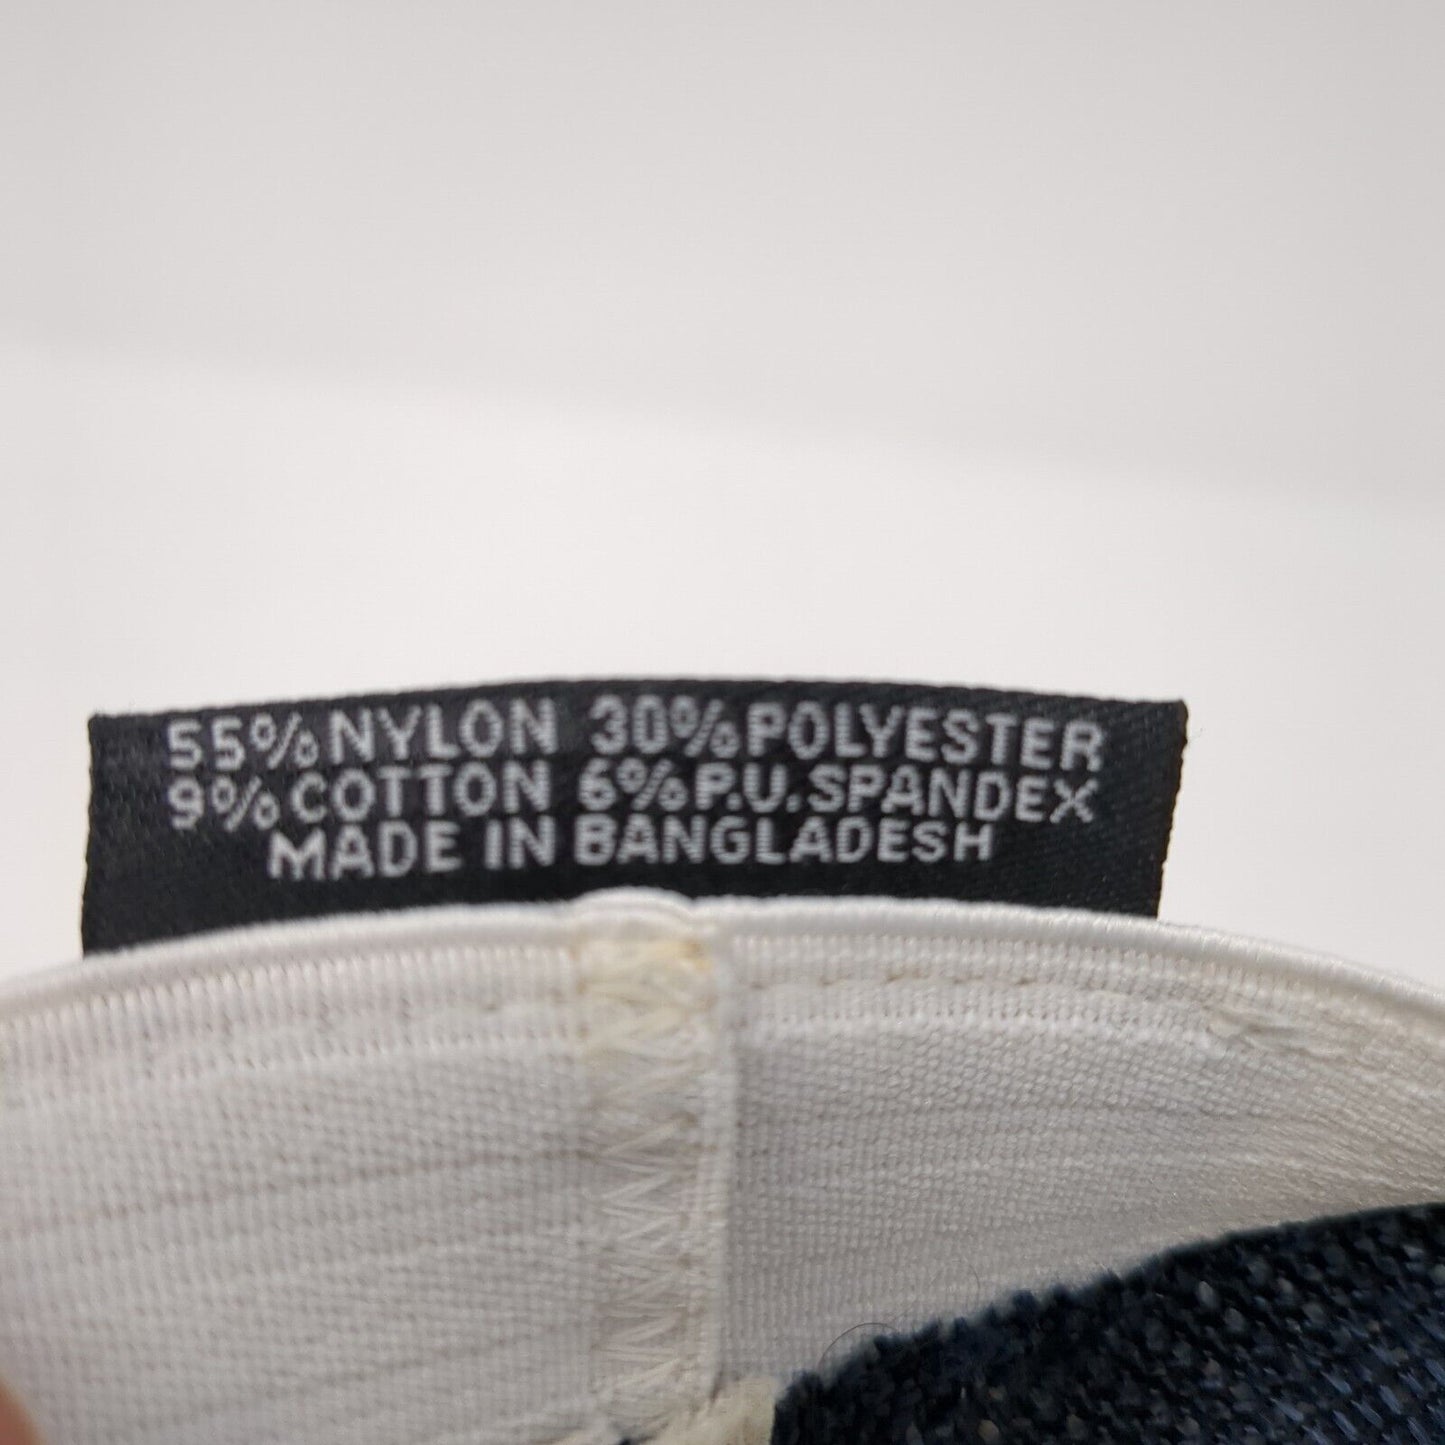 55% NYLON 30% POLYESTER
9% COTTON 6% P.U. SPANDEX
MADE IN BANGLADESH